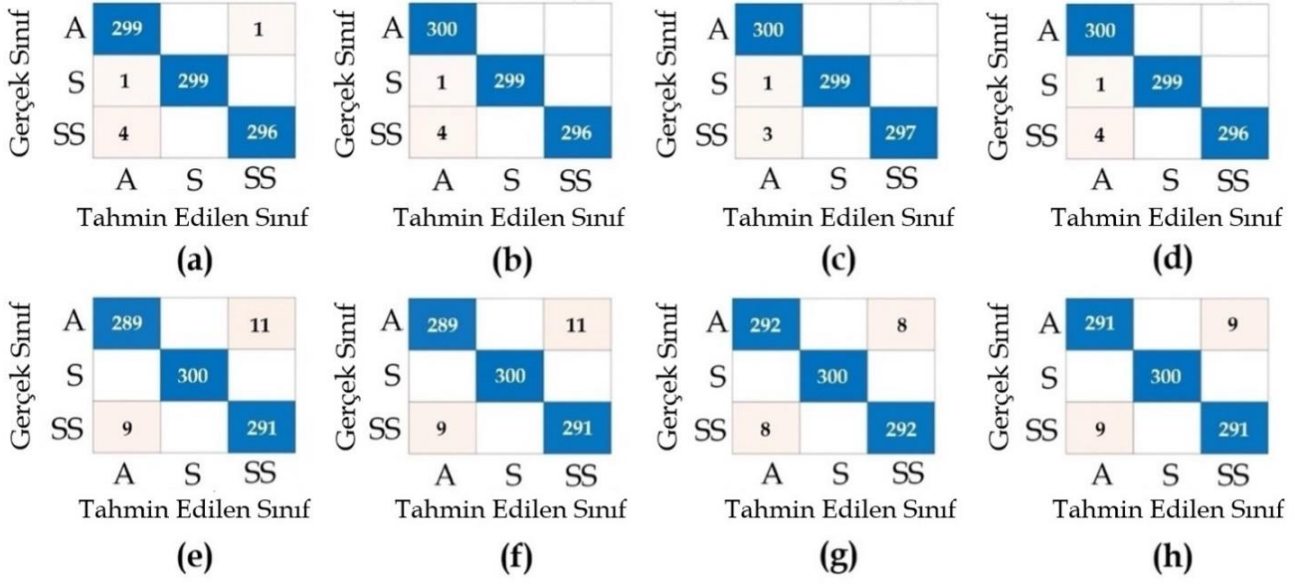 Gerçek Sınıf
A 299 1
S 1 299
SS 4 296
A S SS
Tahmin Edilen Sınıf
(a)
Gerçek Sınıf
A 300
S 1 299
SS 4 296
A S SS
Tahmin Edilen Sınıf
(b)
Gerçek Sınıf
A 300
S 1 299
SS 3 297
A S SS
Tahmin Edilen Sınıf
(c)
Gerçek Sınıf
A 300
S 1 299
SS 4 296
A S SS
Tahmin Edilen Sınıf
(d)
Gerçek Sınıf
A 289 11
S 300
SS 9 291
A S SS
Tahmin Edilen Sınıf
(e)
Gerçek Sınıf
A 289 11
S 300
SS 9 291
A S SS
Tahmin Edilen Sınıf
(f)
Gerçek Sınıf
A 292 8
S 300
SS 8 292
A S SS
Tahmin Edilen Sınıf
(g)
Gerçek Sınıf
A 291 9
S 300
SS 9 291
A S SS
Tahmin Edilen Sınıf
(h)